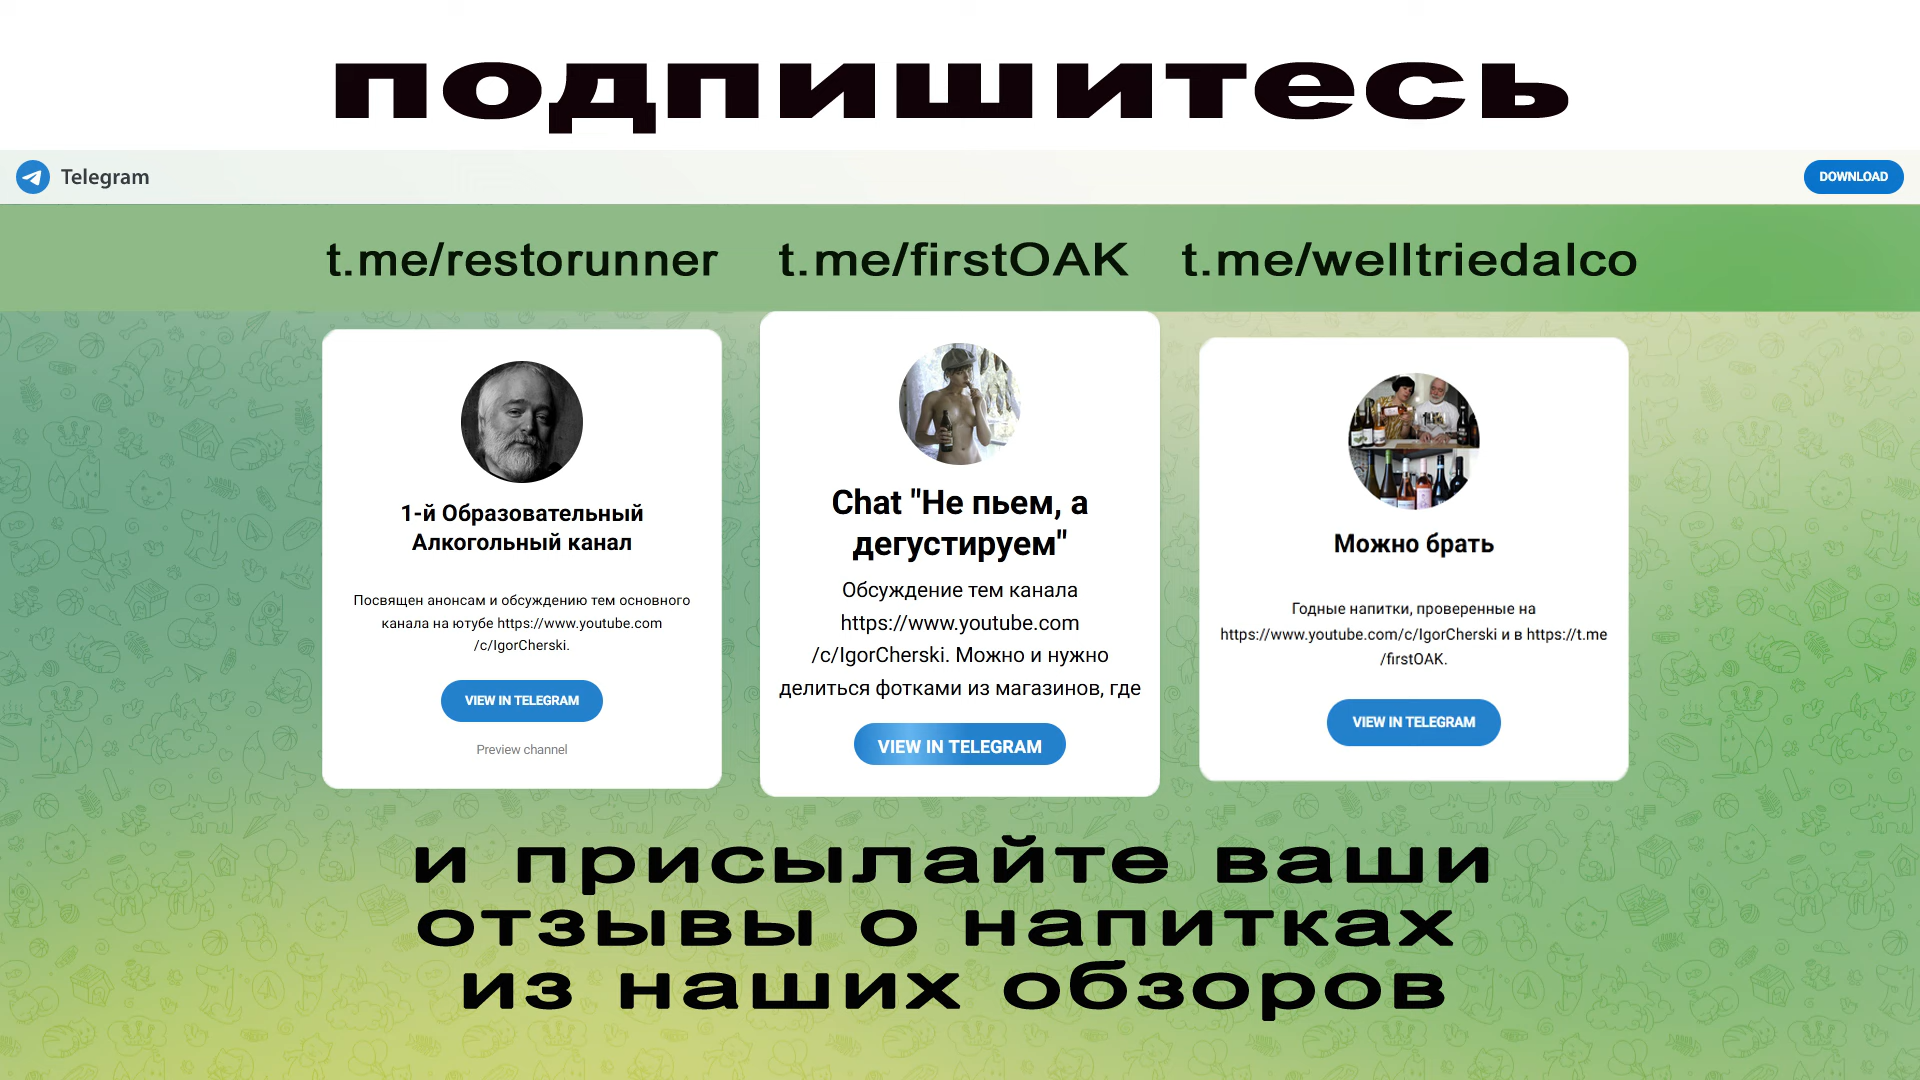 подпишитесь
Telegram
DOWNLOAD
t.me/restorunner
t.me/firstOAK
t.me/welltriedalco
1-й Образовательный
Алкогольный канал
Посвящен анонсам и обсуждению тем основного
канала на ютубе https://www.youtube.com
/c/IgorCherski.
VIEW IN TELEGRAM
Preview channel
Chat "Не пьем, а
дегустируем"
Обсуждение тем канала
https://www.youtube.com
/c/IgorCherski. Можно и нужно
делиться фотками из магазинов, где
VIEW IN TELEGRAM
Можно брать
Годные напитки, проверенные на
https://www.youtube.com/c/IgorCherski и в https://t.me
/firstOAK.
VIEW IN TELEGRAM
и присылайте ваши
отзывы о напитках
из наших обзоров